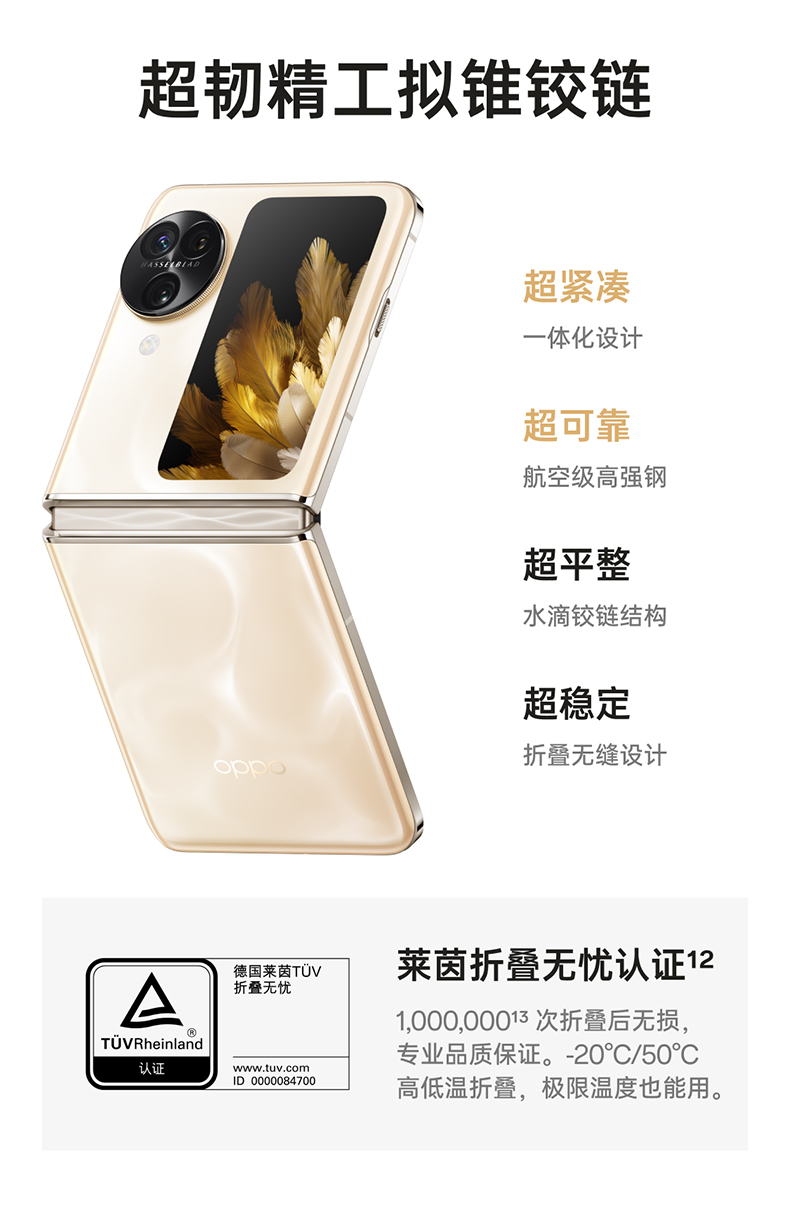 超韧精工拟锥铰链
HASSELBLAD
超紧凑
一体化设计
超可靠
航空级高强钢
超平整
水滴铰链结构
超稳定
折叠无缝设计
oppo
德国莱茵TÜV
折叠无忧
TÜVRheinland®
认证
www.tuv.com
ID 0000084700
莱茵折叠无忧认证¹²
1,000,000¹³ 次折叠后无损，
专业品质保证。-20°C/50°C
高低温折叠，极限温度也能用。